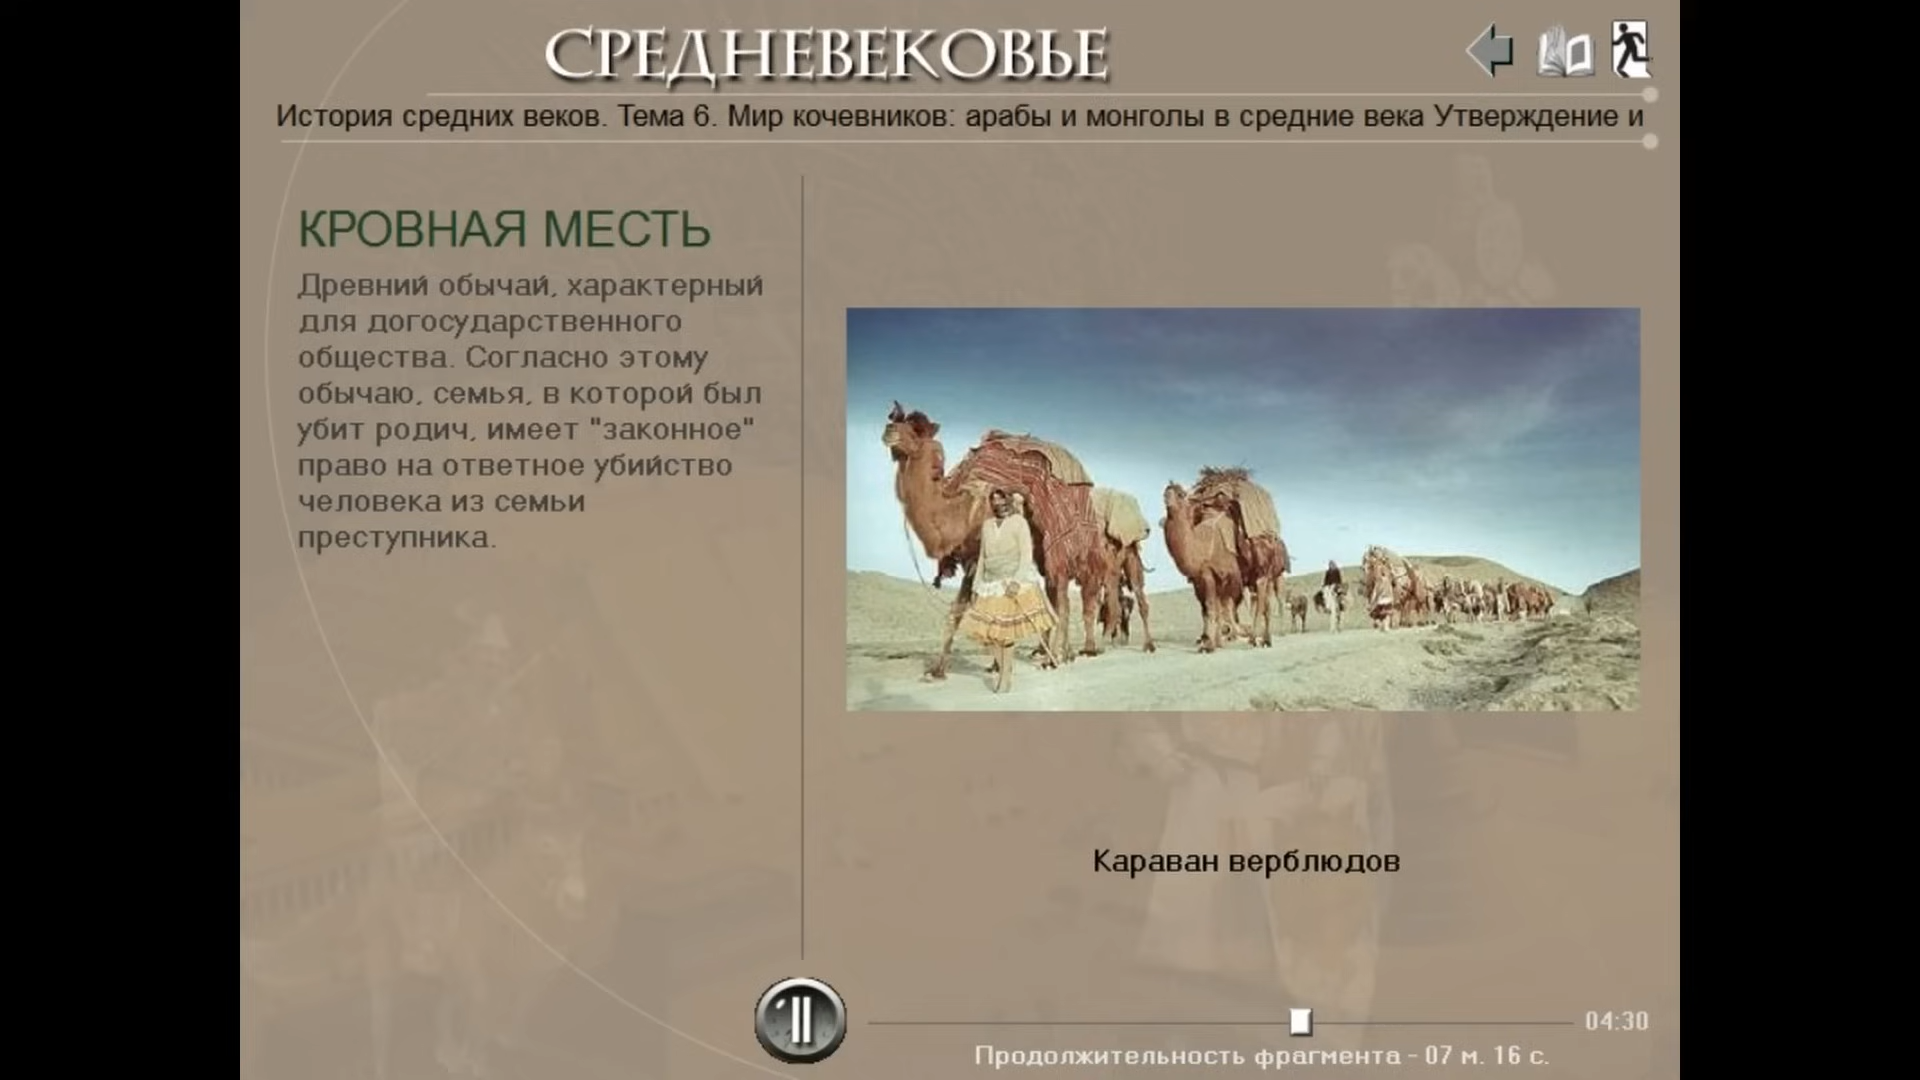 СРЕДНЕВЕКОВЬЕ
История средних веков. Тема 6. Мир кочевников: арабы и монголы в средние века Утверждение и
КРОВНАЯ МЕСТЬ
Древний обычай, характерный
для догосударственного
общества. Согласно этому
обычаю, семья, в которой был
убит родич, имеет "законное"
право на ответное убийство
человека из семьи
преступника.
Караван верблюдов
04:30
Продолжительность фрагмента - 07 м. 16 с.